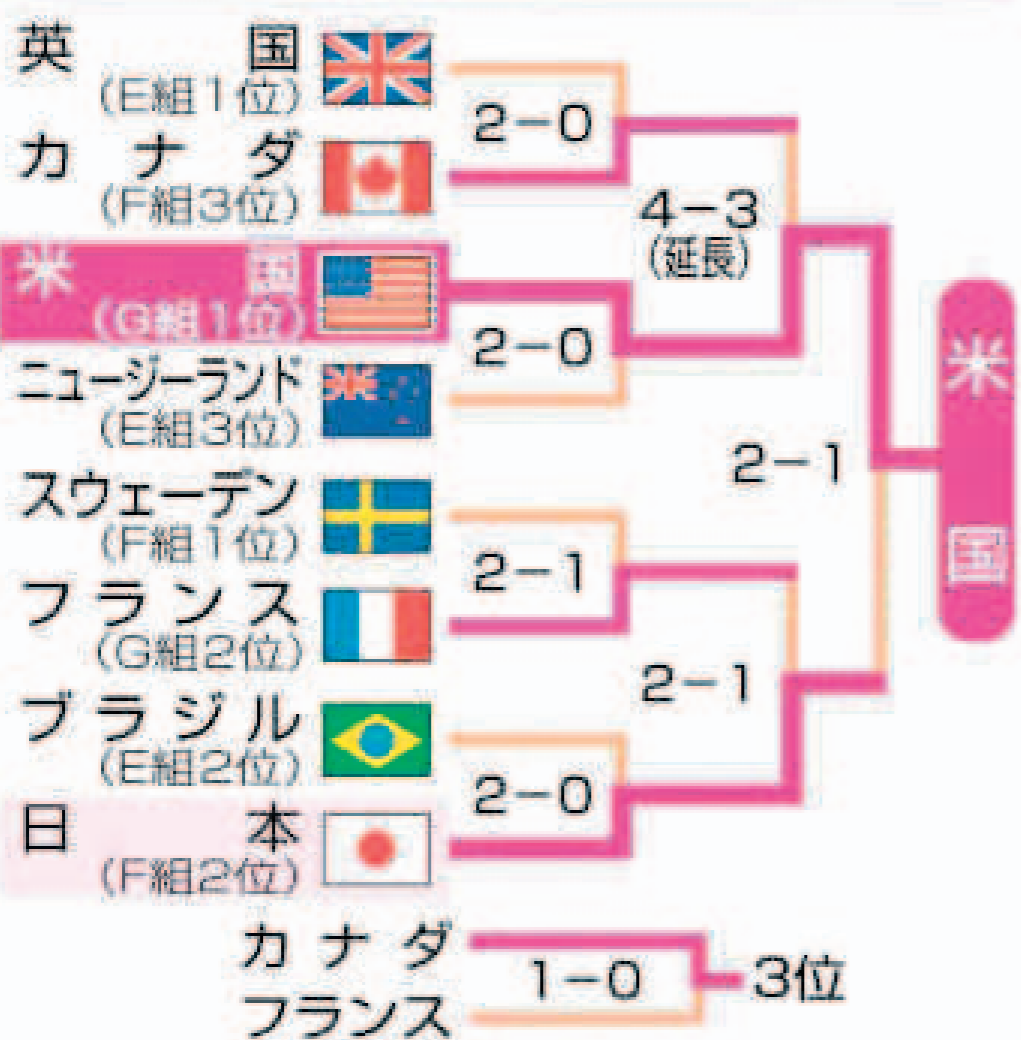 英国
(E組1位)
2−0
カナダ
(F組3位)
4−3
(延長)
米国
(G組1位)
2−0
ニュージーランド
(E組3位)
米国
2−1
スウェーデン
(F組1位)
2−1
フランス
(G組2位)
2−1
ブラジル
(E組2位)
2−0
日本
(F組2位)
カナダ
1−0
3位
フランス